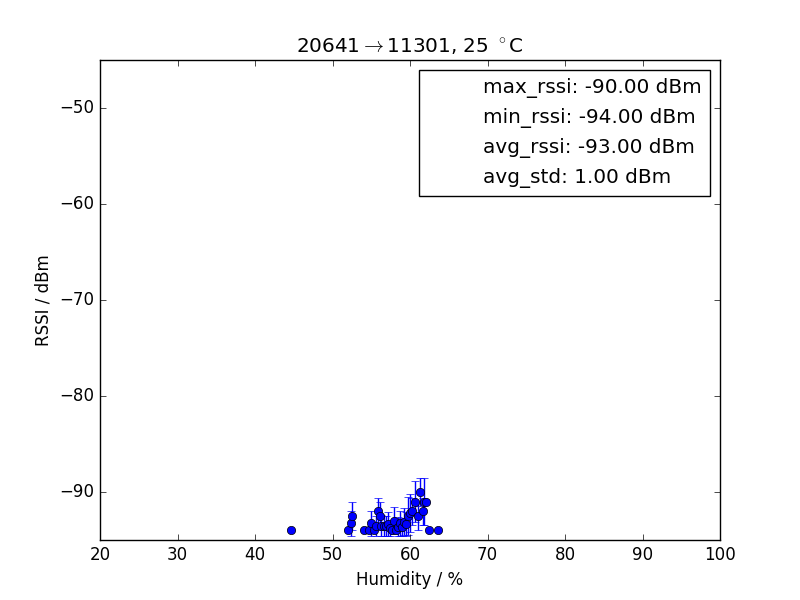 20641→11301, 25 °C
max_rssi: -90.00 dBm
min_rssi: -94.00 dBm
avg_rssi: -93.00 dBm
avg_std: 1.00 dBm
RSSI / dBm
−50
−60
−70
−80
−90
20 30 40 50 60 70 80 90 100
Humidity / %